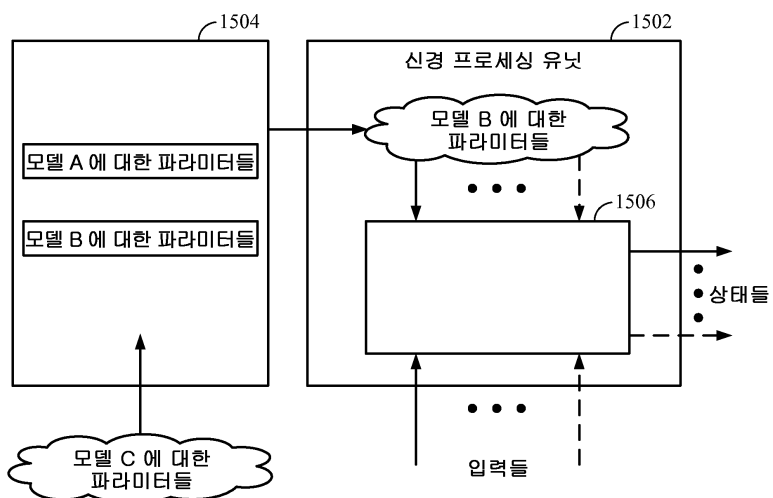 1504
1502
신경 프로세싱 유닛
모델 B 에 대한
파라미터들
모델 A 에 대한 파라미터들
모델 B 에 대한 파라미터들
1506
상태들
모델 C 에 대한
파라미터들
입력들